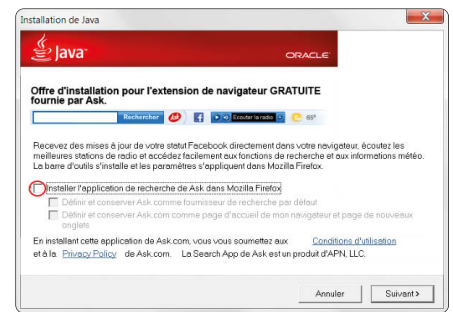 Installation de Java
Java
ORACLE
Offre d'installation pour l'extension de navigateur GRATUITE
fournie par Ask.
Rechercher Ask Ecouter la radio 65°
Recevez des mises à jour de votre statut Facebook directement dans votre navigateur, écoutez les
meilleures stations de radio et accédez facilement aux fonctions de recherche et aux informations météo.
La barre d'outils s'installe et les paramètres s'appliquent dans Mozilla Firefox.
Installer l'application de recherche de Ask dans Mozilla Firefox
Définir et conserver Ask comme fournisseur de recherche par défaut
Définir et conserver Ask.com comme page d'accueil de mon navigateur et page de nouveaux
onglets
En installant cette application de Ask.com, vous vous soumettez aux Conditions d'utilisation
et à la Privacy Policy de Ask.com. La Search App de Ask est un produit d'APN, LLC.
Annuler Suivant >